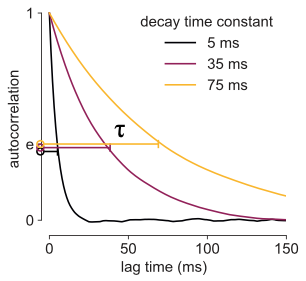 decay time constant
5 ms
35 ms
75 ms
1
e
0
autocorrelation
τ
0
50
100
150
lag time (ms)